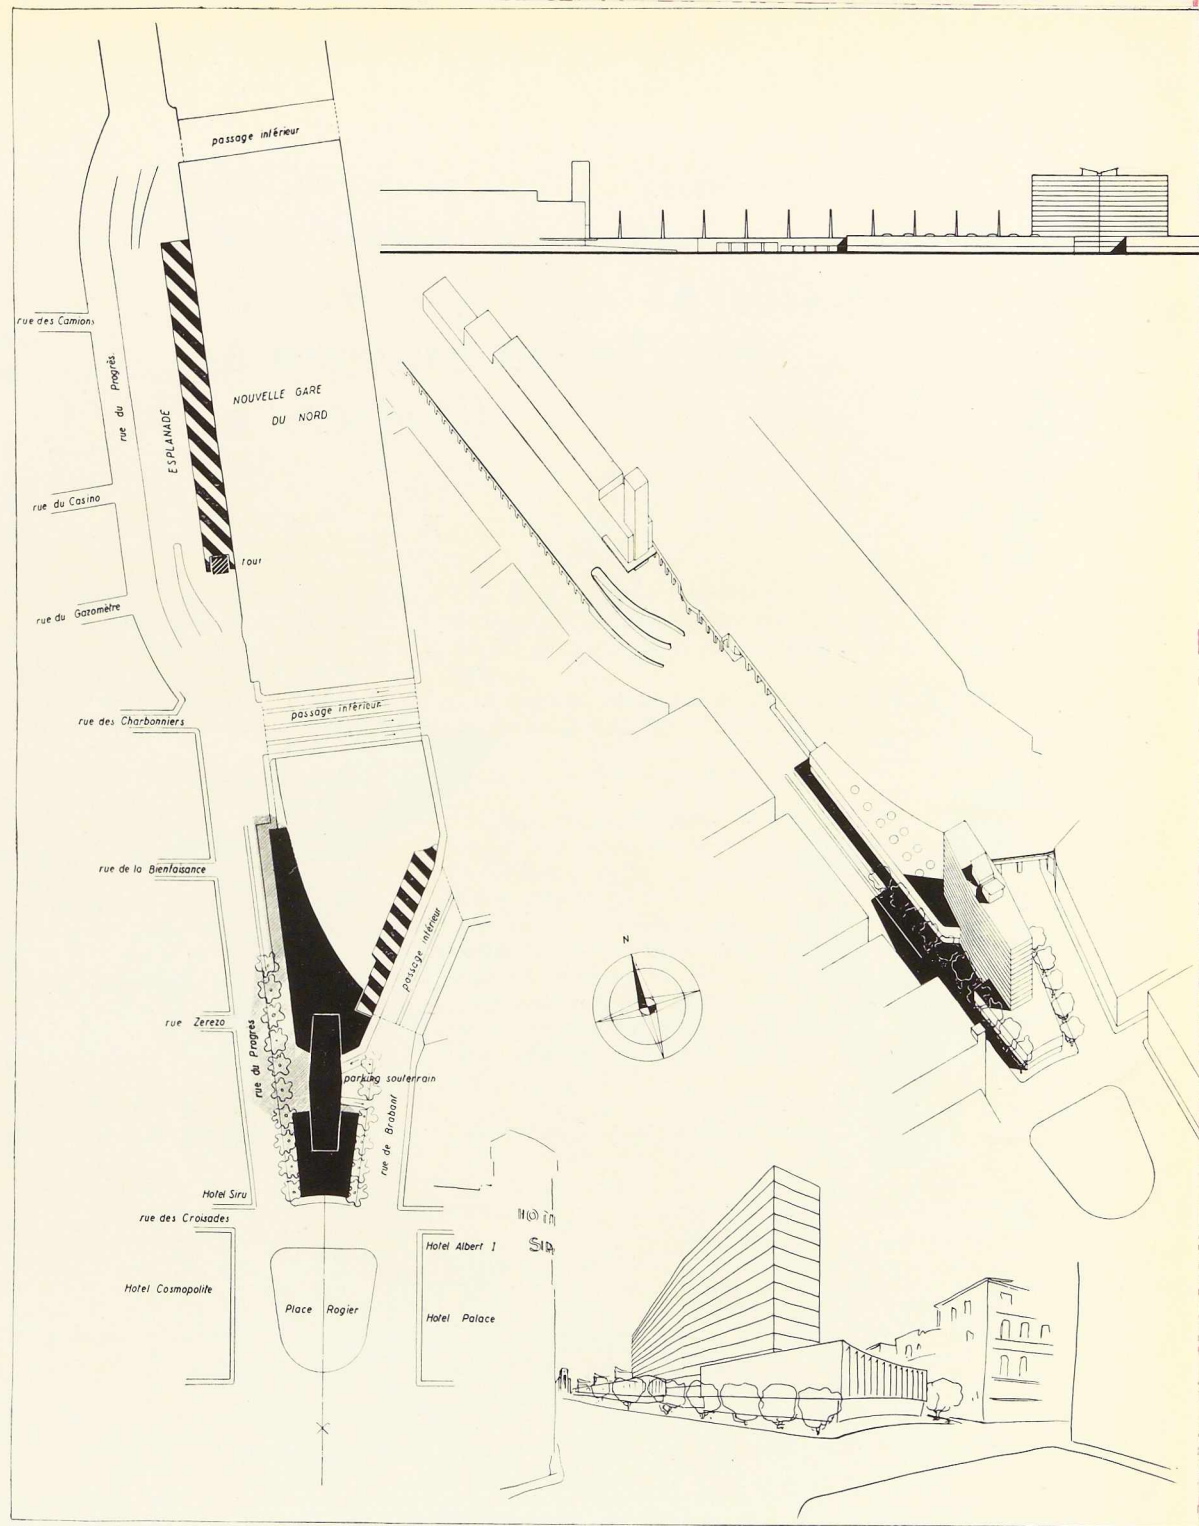 passage intérieur
rue des Camions
rue du Progrès
ESPLANADE
NOUVELLE GARE
DU NORD
rue du Casino
tour
rue du Gazomètre
passage intérieur
rue des Charbonniers
rue de la Bienfaisance
passage intérieur
N
rue Zerezo
rue du Progrès
parking souterrain
rue de Brabant
Hotel Siru
rue des Croisades
Hotel Albert I
Hotel Cosmopolite
Place Rogier
Hotel Palace